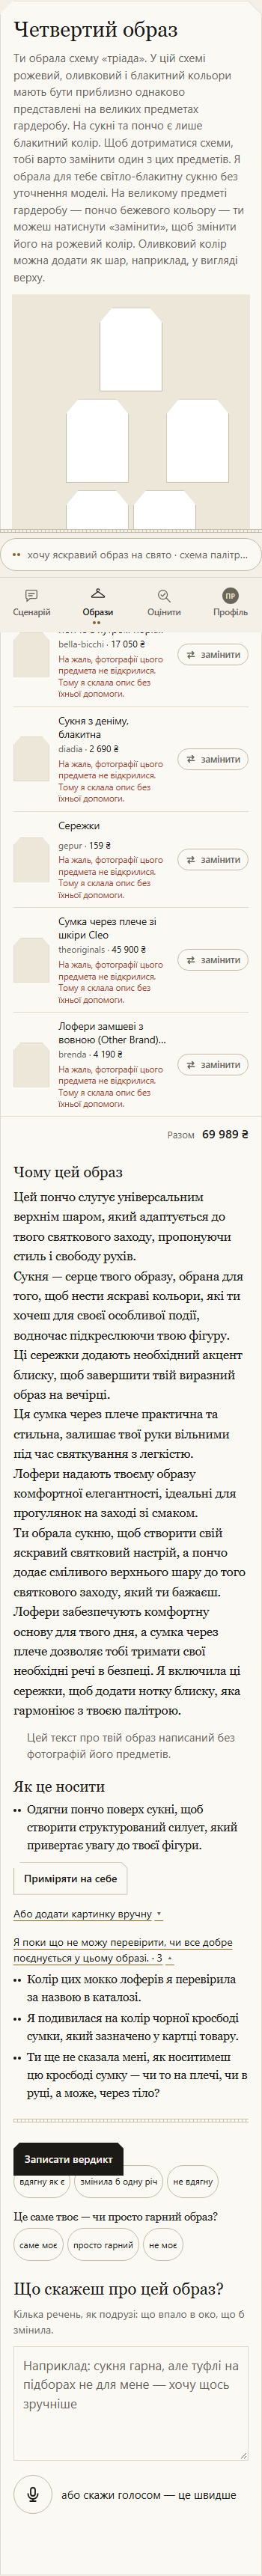 Четвертий образ
Ти обрала схему «тріада». У цій схемі
рожевий, оливковий і блакитний кольори
мають бути приблизно однаково
представлені на великих предметах
гардеробу. На сукні та пончо є лише
блакитний колір. Щоб дотриматися схеми,
тобі варто замінити один з цих предметів. Я
обрала для тебе світло-блакитну сукню без
уточнення моделі. На великому предметі
гардеробу — пончо бежевого кольору — ти
можеш натиснути «замінити», щоб змінити
його на рожевий колір. Оливковий колір
можна додати як шар, наприклад, у вигляді
верху.
хочу яскравий образ на свято · схема палітр...
Сценарій
Образи
Оцінити
ПР
Профіль
bella-bicchi · 17 050 ₴
На жаль, фотографії цього
предмета не відкрилися.
Тому я склала опис без
їхньої допомоги.
замінити
Сукня з деніму,
блакитна
diadia · 2 690 ₴
На жаль, фотографії цього
предмета не відкрилися.
Тому я склала опис без
їхньої допомоги.
замінити
Сережки
gepur · 159 ₴
На жаль, фотографії цього
предмета не відкрилися.
Тому я склала опис без
їхньої допомоги.
замінити
Сумка через плече зі
шкіри Cleo
theoriginals · 45 900 ₴
На жаль, фотографії цього
предмета не відкрилися.
Тому я склала опис без
їхньої допомоги.
замінити
Лофери замшеві з
вовною (Other Brand)...
brenda · 4 190 ₴
На жаль, фотографії цього
предмета не відкрилися.
Тому я склала опис без
їхньої допомоги.
замінити
Разом 69 989 ₴
Чому цей образ
Цей пончо слугує універсальним
верхнім шаром, який адаптується до
твого святкового заходу, пропонуючи
стиль і свободу рухів.
Сукня — серце твого образу, обрана для
того, щоб нести яскраві кольори, які ти
хочеш для своєї особливої події,
водночас підкреслюючи твою фігуру.
Ці сережки додають необхідний акцент
блиску, щоб завершити твій виразний
образ на вечірці.
Ця сумка через плече практична та
стильна, залишає твої руки вільними
під час святкування з легкістю.
Лофери надають твоєму образу
комфортної елегантності, ідеальні для
прогулянок на заході зі смаком.
Ти обрала сукню, щоб створити свій
яскравий святковий настрій, а пончо
додає сміливого верхнього шару до того
святкового заходу, який ти бажаєш.
Лофери забезпечують комфортну
основу для твого дня, а сумка через
плече дозволяє тобі тримати свої
необхідні речі в безпеці. Я включила ці
сережки, щоб додати нотку блиску, яка
гармоніює з твоєю палітрою.
Цей текст про твій образ написаний без
фотографій його предметів.
Як це носити
Одягни пончо поверх сукні, щоб
створити структурований силует, який
привертає увагу до твоєї фігури.
Приміряти на себе
Або додати картинку вручну
Я поки що не можу перевірити, чи все добре
поєднується у цьому образі. · 3
Колір цих мокко лоферів я перевірила
за назвою в каталозі.
Я подивилася на колір чорної кросбоді
сумки, який зазначено у картці товару.
Ти ще не сказала мені, як носитимеш
цю кросбоді сумку — чи то на плечі, чи в
руці, а може, через тіло?
Записати вердикт
вдягну як є
змінила б одну річ
не вдягну
Це саме твоє — чи просто гарний образ?
саме моє
просто гарний
не моє
Що скажеш про цей образ?
Кілька речень, як подрузі: що впало в око, що б
змінила.
Наприклад: сукня гарна, але туфлі на
підборах не для мене — хочу щось
зручніше
або скажи голосом — це швидше